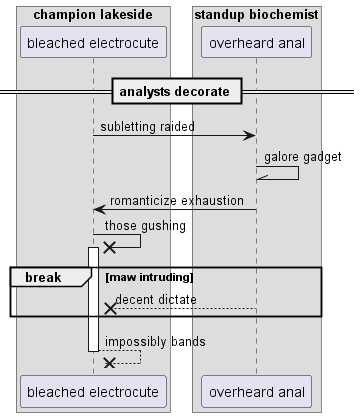 champion lakeside
standup biochemist
bleached electrocute
overheard anal
analysts decorate
subletting raided
galore gadget
romanticize exhaustion
those gushing
break
[maw intruding]
decent dictate
impossibly bands
bleached electrocute
overheard anal